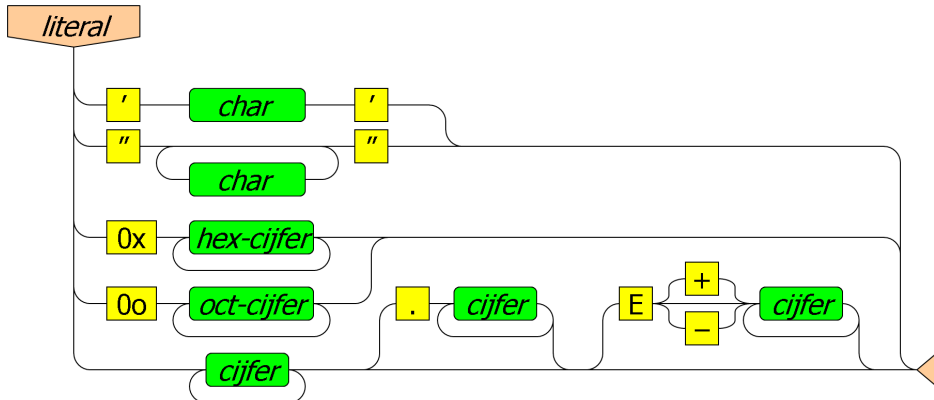 literal
′ char ′
″ ″
char
0x hex-cijfer
+
0o oct-cijfer . cijfer E cijfer
−
cijfer